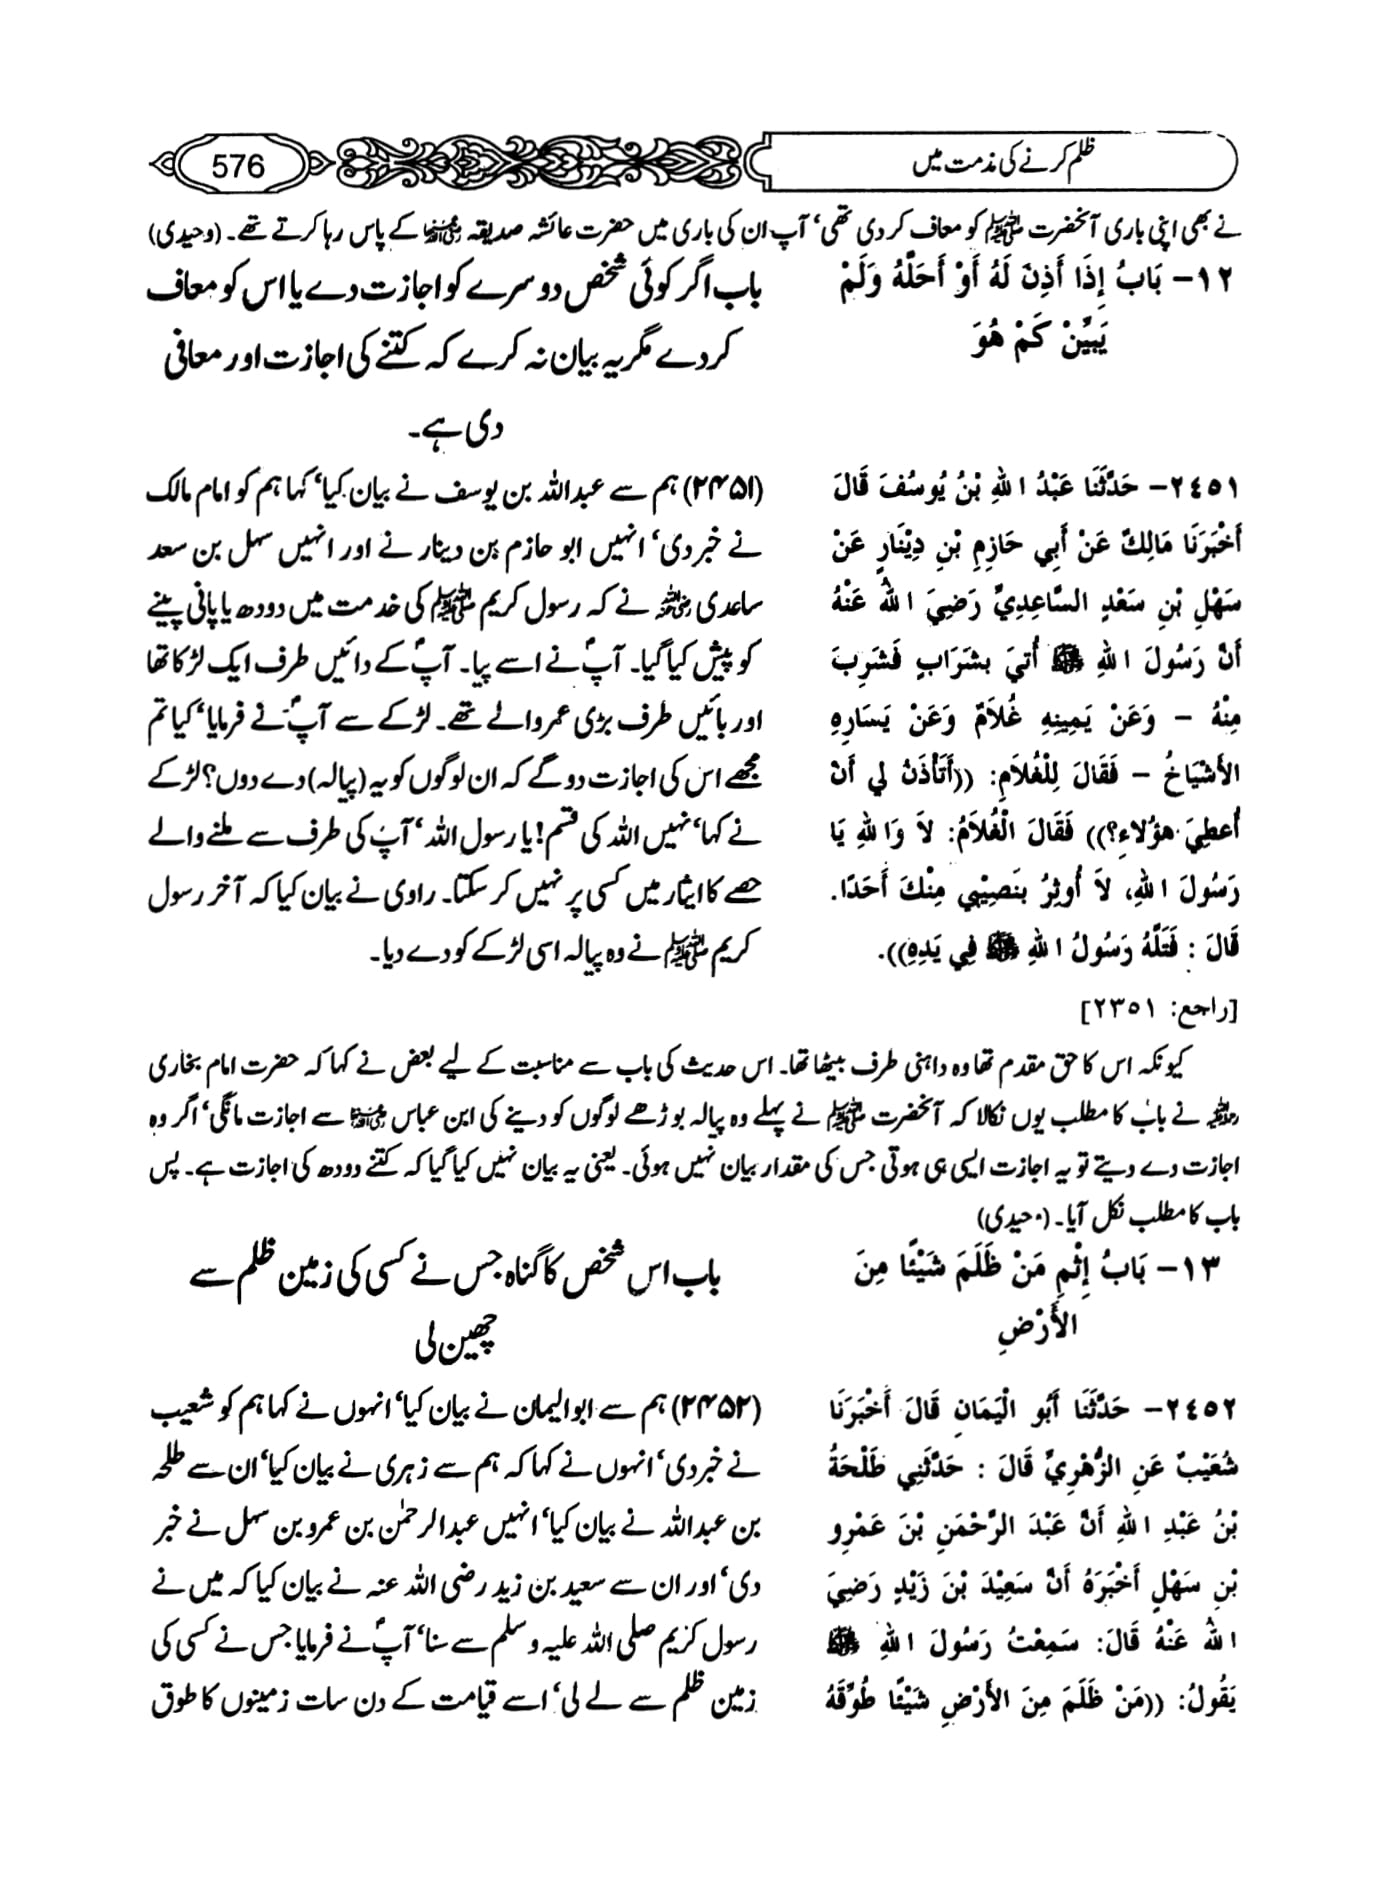 ظلم کرنے کی مذمت میں
576
نے بھی اپنی باری آنحضرت ﷺ کو معاف کر دی تھی‘ آپ ان کی باری میں حضرت عائشہ صدیقہ رضی اللہ عنہا کے پاس رہا کرتے تھے۔ (وحیدی)
١٢– بَابُ إِذَا أَذِنَ لَهُ أَوْ أَحَلَّهُ وَلَمْ
يُبَيِّنْ كَمْ هُوَ
باب اگر کوئی شخص دوسرے کو اجازت دے یا اس کو معاف
کر دے مگر یہ بیان نہ کرے کہ کتنے کی اجازت اور معافی
دی ہے۔
٢٤٥١– حَدَّثَنَا عَبْدُ اللهِ بْنُ يُوسُفَ قَالَ
أَخْبَرَنَا مَالِكٌ عَنْ أَبِي حَازِمِ بْنِ دِيْنَارٍ عَنْ
سَهْلِ بْنِ سَعْدٍ السَّاعِدِيِّ رَضِيَ اللهُ عَنْهُ
أَنَّ رَسُولَ اللهِ ﷺ أُتِيَ بِشَرَابٍ فَشَرِبَ
مِنْهُ – وَعَنْ يَمِينِهِ غُلاَمٌ وَعَنْ يَسَارِهِ
الأَشْيَاخُ – فَقَالَ لِلْغُلاَمِ: ((أَتَأْذَنُ لِي أَنْ
أُعطِيَ هَؤُلاَءِ؟)) فَقَالَ الْغُلاَمُ: لاَ وَاللهِ يَا
رَسُولَ اللهِ، لاَ أُوثِرُ بِنَصِيْبِي مِنْكَ أَحَدًا.
قَالَ : فَتَلَّهُ رَسُولُ اللهِ ﷺ فِي يَدِهِ)).
[راجع: ٢٣٥١]
(۲۴۵۱) ہم سے عبداللہ بن یوسف نے بیان کیا‘ کہا ہم کو امام مالک
نے خبر دی‘ انہیں ابو حازم بن دینار نے اور انہیں سہل بن سعد
ساعدی رضی اللہ عنہ نے کہ رسول کریم ﷺ کی خدمت میں دودھ یا پانی پینے
کو پیش کیا گیا۔ آپؐ نے اسے پیا۔ آپؐ کے دائیں طرف ایک لڑکا تھا
اور بائیں طرف بڑی عمر والے تھے۔ لڑکے سے آپؐ نے فرمایا‘ کیا تم
مجھے اس کی اجازت دو گے کہ ان لوگوں کو یہ (پیالہ) دے دوں؟ لڑکے
نے کہا‘ نہیں اللہ کی قسم! یا رسول اللہ‘ آپؐ کی طرف سے ملنے والے
حصے کا ایثار میں کسی پر نہیں کر سکتا۔ راوی نے بیان کیا کہ آخر رسول
کریم ﷺ نے وہ پیالہ اسی لڑکے کو دے دیا۔
کیونکہ اس کا حق مقدم تھا وہ داہنی طرف بیٹھا تھا۔ اس حدیث کی باب سے مناسبت کے لیے بعض نے کہا کہ حضرت امام بخاری
رحمہ اللہ نے باب کا مطلب یوں نکالا کہ آنحضرت ﷺ نے پہلے وہ پیالہ بوڑھے لوگوں کو دینے کی ابن عباس رضی اللہ عنہما سے اجازت مانگی‘ اگر وہ
اجازت دے دیتے تو یہ اجازت ایسی ہی ہوتی جس کی مقدار بیان نہیں ہوئی۔ یعنی یہ بیان نہیں کیا گیا کہ کتنے دودھ کی اجازت ہے۔ پس
باب کا مطلب نکل آیا۔ (وحیدی)
١٣– بَابُ إِثْمِ مَنْ ظَلَمَ شَيْئًا مِنَ
الأَرْضِ
باب اس شخص کا گناہ جس نے کسی کی زمین ظلم سے
چھین لی
٢٤٥٢– حَدَّثَنَا أَبُو الْيَمَانِ قَالَ أَخْبَرَنَا
شُعَيْبٌ عَنِ الزُّهْرِيِّ قَالَ : حَدَّثَنِي طَلْحَةُ
بْنُ عَبْدِ اللهِ أَنَّ عَبْدَ الرَّحْمَنِ بْنَ عَمْرِو
بْنِ سَهْلٍ أَخْبَرَهُ أَنَّ سَعِيْدَ بْنَ زَيْدٍ رَضِيَ
اللهُ عَنْهُ قَالَ: سَمِعْتُ رَسُولَ اللهِ ﷺ
يَقُولُ: ((مَنْ ظَلَمَ مِنَ الأَرْضِ شَيْئًا طُوِّقَهُ
(۲۴۵۲) ہم سے ابوالیمان نے بیان کیا‘ انہوں نے کہا ہم کو شعیب
نے خبر دی‘ انہوں نے کہا کہ ہم سے زہری نے بیان کیا‘ ان سے طلحہ
بن عبداللہ نے بیان کیا‘ انہیں عبدالرحمٰن بن عمرو بن سہل نے خبر
دی‘ اور ان سے سعید بن زید رضی اللہ عنہ نے بیان کیا کہ میں نے
رسول کریم صلی اللہ علیہ وسلم سے سنا‘ آپؐ نے فرمایا جس نے کسی کی
زمین ظلم سے لے لی‘ اسے قیامت کے دن سات زمینوں کا طوق